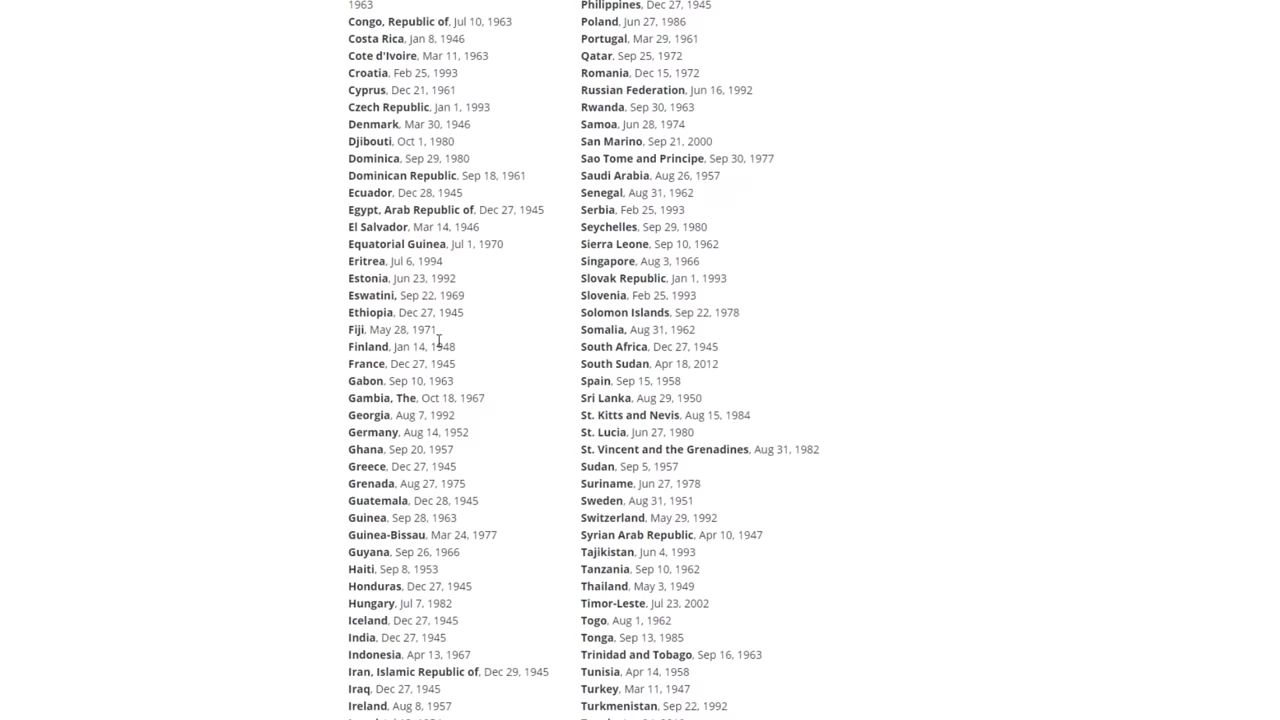 1963
Congo, Republic of, Jul 10, 1963
Costa Rica, Jan 8, 1946
Cote d'Ivoire, Mar 11, 1963
Croatia, Feb 25, 1993
Cyprus, Dec 21, 1961
Czech Republic, Jan 1, 1993
Denmark, Mar 30, 1946
Djibouti, Oct 1, 1980
Dominica, Sep 29, 1980
Dominican Republic, Sep 18, 1961
Ecuador, Dec 28, 1945
Egypt, Arab Republic of, Dec 27, 1945
El Salvador, Mar 14, 1946
Equatorial Guinea, Jul 1, 1970
Eritrea, Jul 6, 1994
Estonia, Jun 23, 1992
Eswatini, Sep 22, 1969
Ethiopia, Dec 27, 1945
Fiji, May 28, 1971
Finland, Jan 14, 1948
France, Dec 27, 1945
Gabon, Sep 10, 1963
Gambia, The, Oct 18, 1967
Georgia, Aug 7, 1992
Germany, Aug 14, 1952
Ghana, Sep 20, 1957
Greece, Dec 27, 1945
Grenada, Aug 27, 1975
Guatemala, Dec 28, 1945
Guinea, Sep 28, 1963
Guinea-Bissau, Mar 24, 1977
Guyana, Sep 26, 1966
Haiti, Sep 8, 1953
Honduras, Dec 27, 1945
Hungary, Jul 7, 1982
Iceland, Dec 27, 1945
India, Dec 27, 1945
Indonesia, Apr 13, 1967
Iran, Islamic Republic of, Dec 29, 1945
Iraq, Dec 27, 1945
Ireland, Aug 8, 1957
Philippines, Dec 27, 1945
Poland, Jun 27, 1986
Portugal, Mar 29, 1961
Qatar, Sep 25, 1972
Romania, Dec 15, 1972
Russian Federation, Jun 16, 1992
Rwanda, Sep 30, 1963
Samoa, Jun 28, 1974
San Marino, Sep 21, 2000
Sao Tome and Principe, Sep 30, 1977
Saudi Arabia, Aug 26, 1957
Senegal, Aug 31, 1962
Serbia, Feb 25, 1993
Seychelles, Sep 29, 1980
Sierra Leone, Sep 10, 1962
Singapore, Aug 3, 1966
Slovak Republic, Jan 1, 1993
Slovenia, Feb 25, 1993
Solomon Islands, Sep 22, 1978
Somalia, Aug 31, 1962
South Africa, Dec 27, 1945
South Sudan, Apr 18, 2012
Spain, Sep 15, 1958
Sri Lanka, Aug 29, 1950
St. Kitts and Nevis, Aug 15, 1984
St. Lucia, Jun 27, 1980
St. Vincent and the Grenadines, Aug 31, 1982
Sudan, Sep 5, 1957
Suriname, Jun 27, 1978
Sweden, Aug 31, 1951
Switzerland, May 29, 1992
Syrian Arab Republic, Apr 10, 1947
Tajikistan, Jun 4, 1993
Tanzania, Sep 10, 1962
Thailand, May 3, 1949
Timor-Leste, Jul 23, 2002
Togo, Aug 1, 1962
Tonga, Sep 13, 1985
Trinidad and Tobago, Sep 16, 1963
Tunisia, Apr 14, 1958
Turkey, Mar 11, 1947
Turkmenistan, Sep 22, 1992